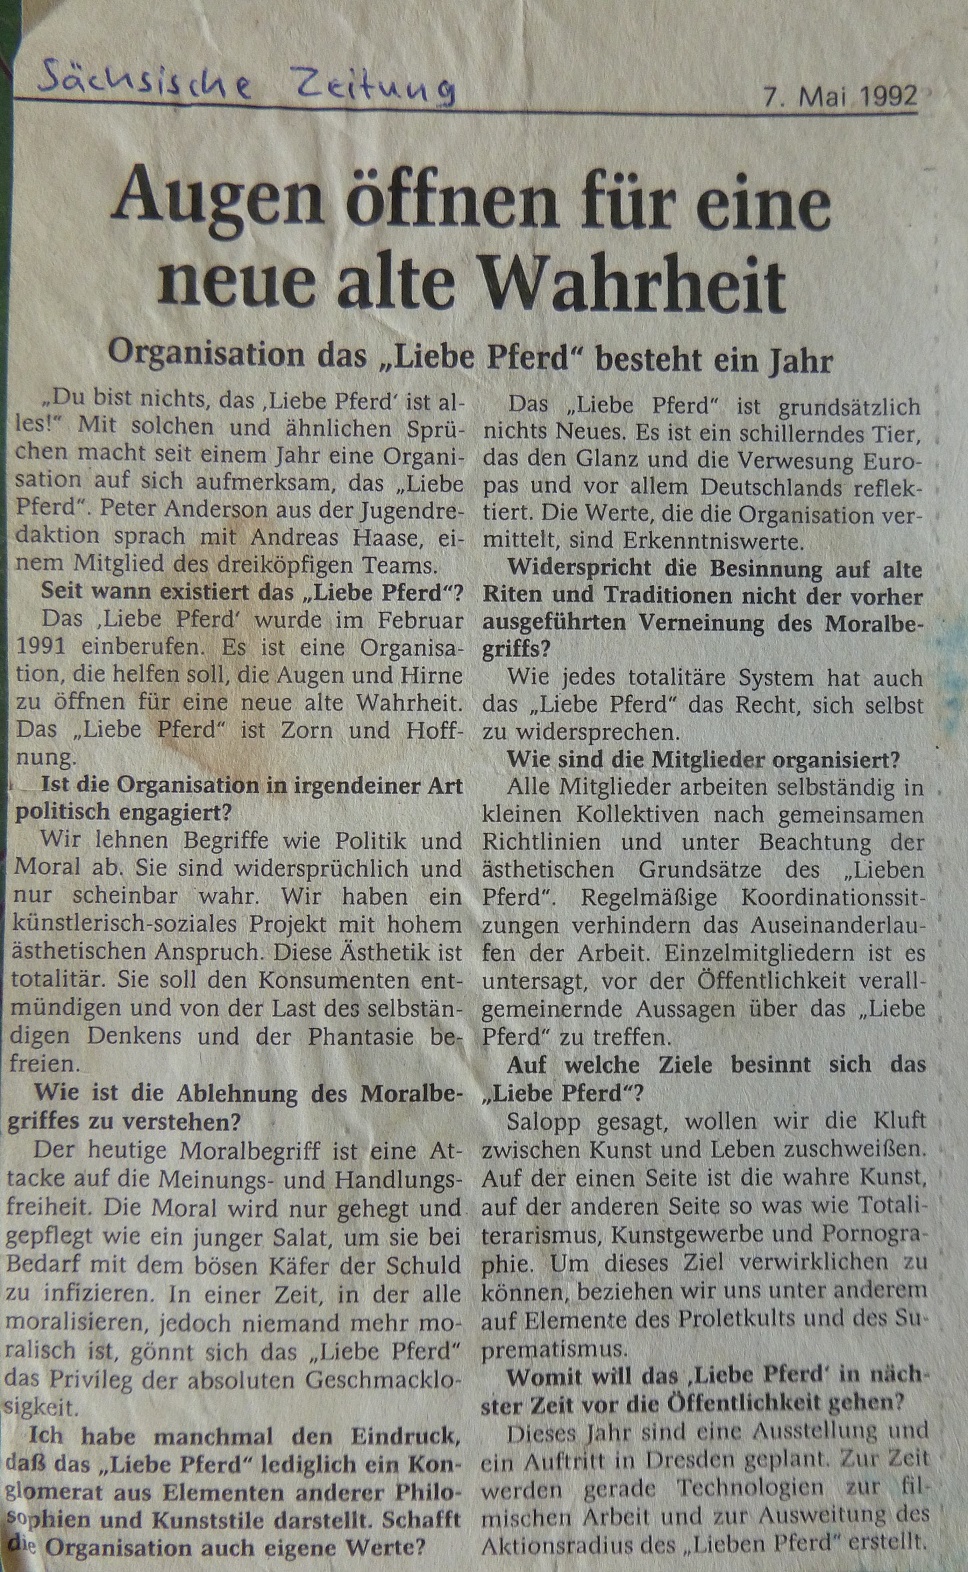 Sächsische Zeitung
7. Mai 1992
Augen öffnen für eine
neue alte Wahrheit
Organisation das „Liebe Pferd“ besteht ein Jahr
„Du bist nichts, das ‚Liebe Pferd‘ ist al-
les!“ Mit solchen und ähnlichen Sprü-
chen macht seit einem Jahr eine Organi-
sation auf sich aufmerksam, das „Liebe
Pferd“. Peter Anderson aus der Jugendre-
daktion sprach mit Andreas Haase, ei-
nem Mitglied des dreiköpfigen Teams.
Seit wann existiert das „Liebe Pferd“?
Das ‚Liebe Pferd‘ wurde im Februar
1991 einberufen. Es ist eine Organisa-
tion, die helfen soll, die Augen und Hirne
zu öffnen für eine neue alte Wahrheit.
Das „Liebe Pferd“ ist Zorn und Hoff-
nung.
Ist die Organisation in irgendeiner Art
politisch engagiert?
Wir lehnen Begriffe wie Politik und
Moral ab. Sie sind widersprüchlich und
nur scheinbar wahr. Wir haben ein
künstlerisch-soziales Projekt mit hohem
ästhetischen Anspruch. Diese Ästhetik ist
totalitär. Sie soll den Konsumenten ent-
mündigen und von der Last des selbstän-
digen Denkens und der Phantasie be-
freien.
Wie ist die Ablehnung des Moralbe-
griffes zu verstehen?
Der heutige Moralbegriff ist eine At-
tacke auf die Meinungs- und Handlungs-
freiheit. Die Moral wird nur gehegt und
gepflegt wie ein junger Salat, um sie bei
Bedarf mit dem bösen Käfer der Schuld
zu infizieren. In einer Zeit, in der alle
moralisieren, jedoch niemand mehr mo-
ralisch ist, gönnt sich das „Liebe Pferd“
das Privileg der absoluten Geschmacklo-
sigkeit.
Ich habe manchmal den Eindruck,
daß das „Liebe Pferd“ lediglich ein Kon-
glomerat aus Elementen anderer Philo-
sophien und Kunststile darstellt. Schafft
die Organisation auch eigene Werte?
Das „Liebe Pferd“ ist grundsätzlich
nichts Neues. Es ist ein schillerndes Tier,
das den Glanz und die Verwesung Euro-
pas und vor allem Deutschlands reflek-
tiert. Die Werte, die die Organisation ver-
mittelt, sind Erkenntniswerte.
Widerspricht die Besinnung auf alte
Riten und Traditionen nicht der vorher
ausgeführten Verneinung des Moralbe-
griffs?
Wie jedes totalitäre System hat auch
das „Liebe Pferd“ das Recht, sich selbst
zu widersprechen.
Wie sind die Mitglieder organisiert?
Alle Mitglieder arbeiten selbständig in
kleinen Kollektiven nach gemeinsamen
Richtlinien und unter Beachtung der
ästhetischen Grundsätze des „Lieben
Pferd“. Regelmäßige Koordinationssit-
zungen verhindern das Auseinanderlau-
fen der Arbeit. Einzelmitgliedern ist es
untersagt, vor der Öffentlichkeit verall-
gemeinernde Aussagen über das „Liebe
Pferd“ zu treffen.
Auf welche Ziele besinnt sich das
„Liebe Pferd“?
Salopp gesagt, wollen wir die Kluft
zwischen Kunst und Leben zuschweißen.
Auf der einen Seite ist die wahre Kunst,
auf der anderen Seite so was wie Totali-
terarismus, Kunstgewerbe und Pornogra-
phie. Um dieses Ziel verwirklichen zu
können, beziehen wir uns unter anderem
auf Elemente des Proletkults und des Su-
prematismus.
Womit will das ‚Liebe Pferd‘ in näch-
ster Zeit vor die Öffentlichkeit gehen?
Dieses Jahr sind eine Ausstellung und
ein Auftritt in Dresden geplant. Zur Zeit
werden gerade Technologien zur fil-
mischen Arbeit und zur Ausweitung des
Aktionsradius des „Lieben Pferd“ erstellt.